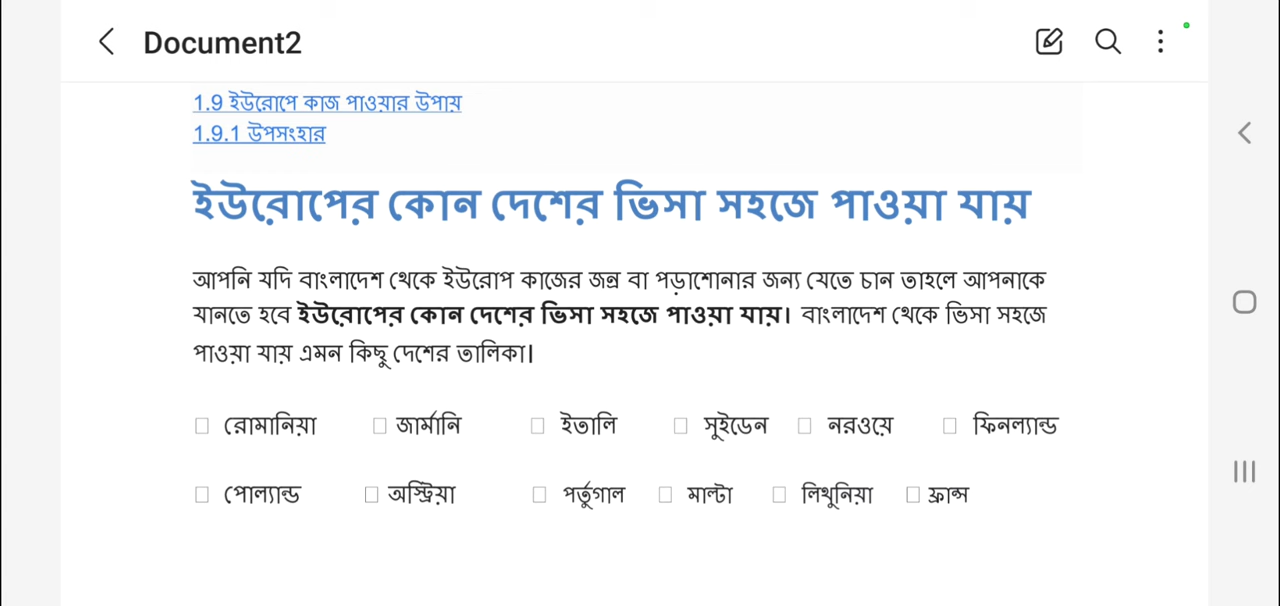 Document2
1.9 ইউরোপে কাজ পাওয়ার উপায়
1.9.1 উপসংহার
ইউরোপের কোন দেশের ভিসা সহজে পাওয়া যায়
আপনি যদি বাংলাদেশ থেকে ইউরোপ কাজের জন্ন বা পড়াশোনার জন্য যেতে চান তাহলে আপনাকে
যানতে হবে ইউরোপের কোন দেশের ভিসা সহজে পাওয়া যায়। বাংলাদেশ থেকে ভিসা সহজে
পাওয়া যায় এমন কিছু দেশের তালিকা।
রোমানিয়া জার্মানি ইতালি সুইডেন নরওয়ে ফিনল্যান্ড
পোল্যান্ড অস্ট্রিয়া পর্তুগাল মাল্টা লিথুনিয়া ফ্রান্স